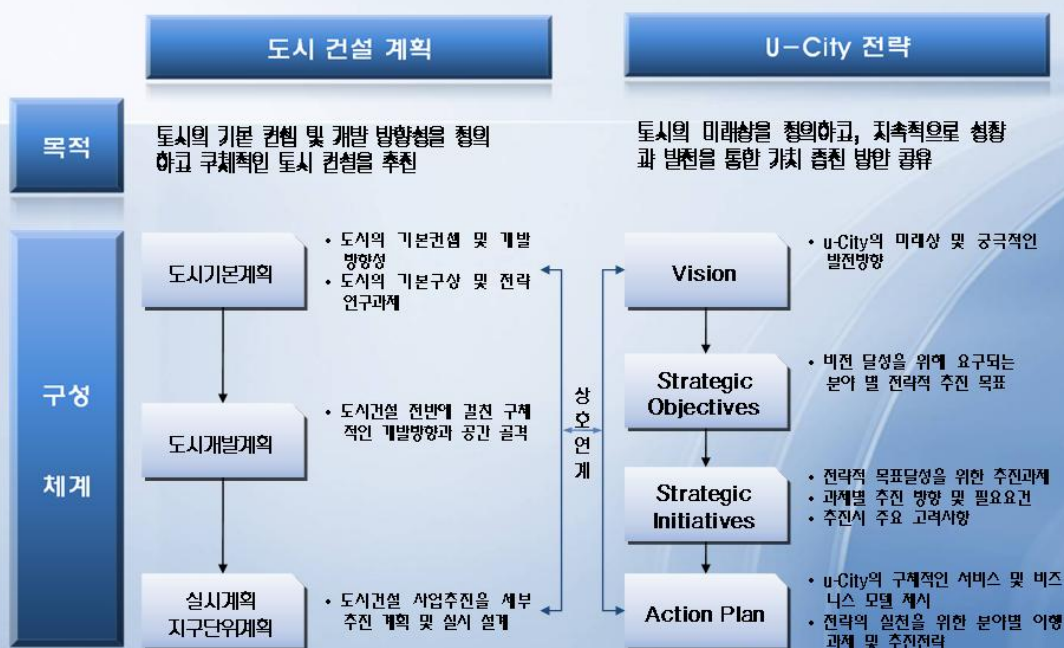 도시 건설 계획
U-City 전략
목적
도시의 기본 컨셉 및 개발 방향성을 정의
하고 구체적인 도시 건설을 추진
도시의 미래상을 정의하고, 지속적으로 성장
과 발전을 통한 가치 증진 방안 공유
구성
체계
도시기본계획
• 도시의 기본컨셉 및 개발
방향성
• 도시의 기본구상 및 전략
연구과제
도시개발계획
• 도시건설 전반에 걸친 구체
적인 개발방향과 공간 골격
실시계획
지구단위계획
• 도시건설 사업추진을 세부
추진 계획 및 실시 설계
상
호
연
계
Vision
• u-City의 미래상 및 궁극적인
발전방향
Strategic
Objectives
• 비전 달성을 위해 요구되는
분야 별 전략적 추진 목표
Strategic
Initiatives
• 전략적 목표달성을 위한 추진과제
• 과제별 추진 방향 및 필요요건
• 추진시 주요 고려사항
Action Plan
• u-City의 구체적인 서비스 및 비즈
니스 모델 제시
• 전략의 실천을 위한 분야별 이행
과제 및 추진전략